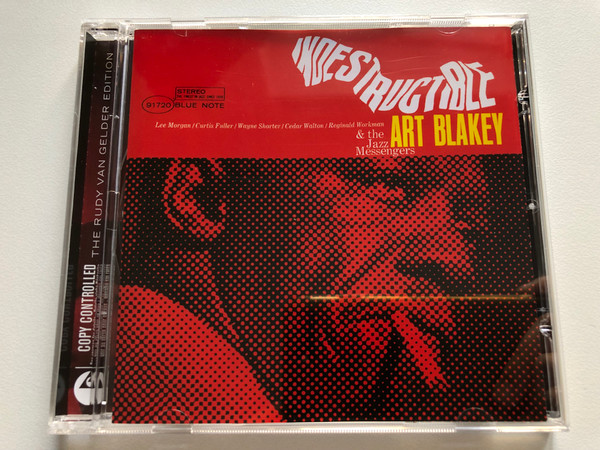 INDESTRUCTIBLE
STEREO
91720 BLUE NOTE
Lee Morgan / Curtis Fuller / Wayne Shorter / Cedar Walton / Reginald Workman
& the Jazz Messengers
ART BLAKEY
THE RUDY VAN GELDER EDITION
COPY CONTROLLED